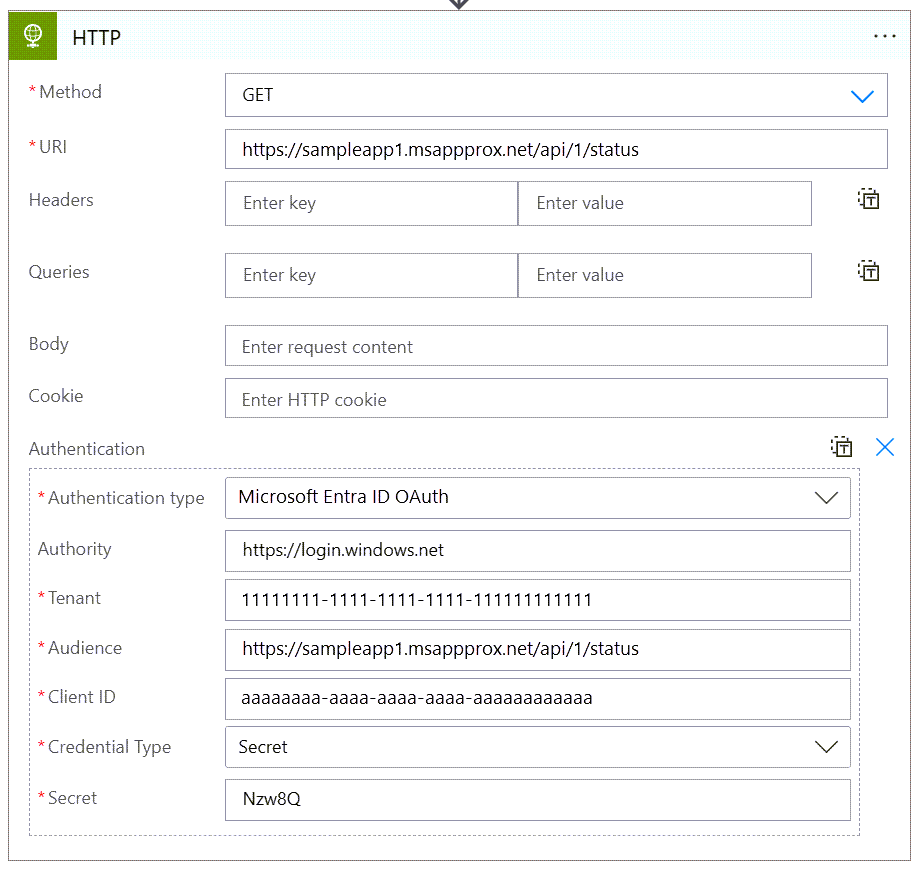 HTTP
* Method GET
* URI https://sampleapp1.msappprox.net/api/1/status
Headers Enter key Enter value
Queries Enter key Enter value
Body Enter request content
Cookie Enter HTTP cookie
Authentication
* Authentication type Microsoft Entra ID OAuth
Authority https://login.windows.net
* Tenant 11111111-1111-1111-1111-111111111111
* Audience https://sampleapp1.msappprox.net/api/1/status
* Client ID aaaaaaaa-aaaa-aaaa-aaaa-aaaaaaaaaaaa
* Credential Type Secret
* Secret Nzw8Q